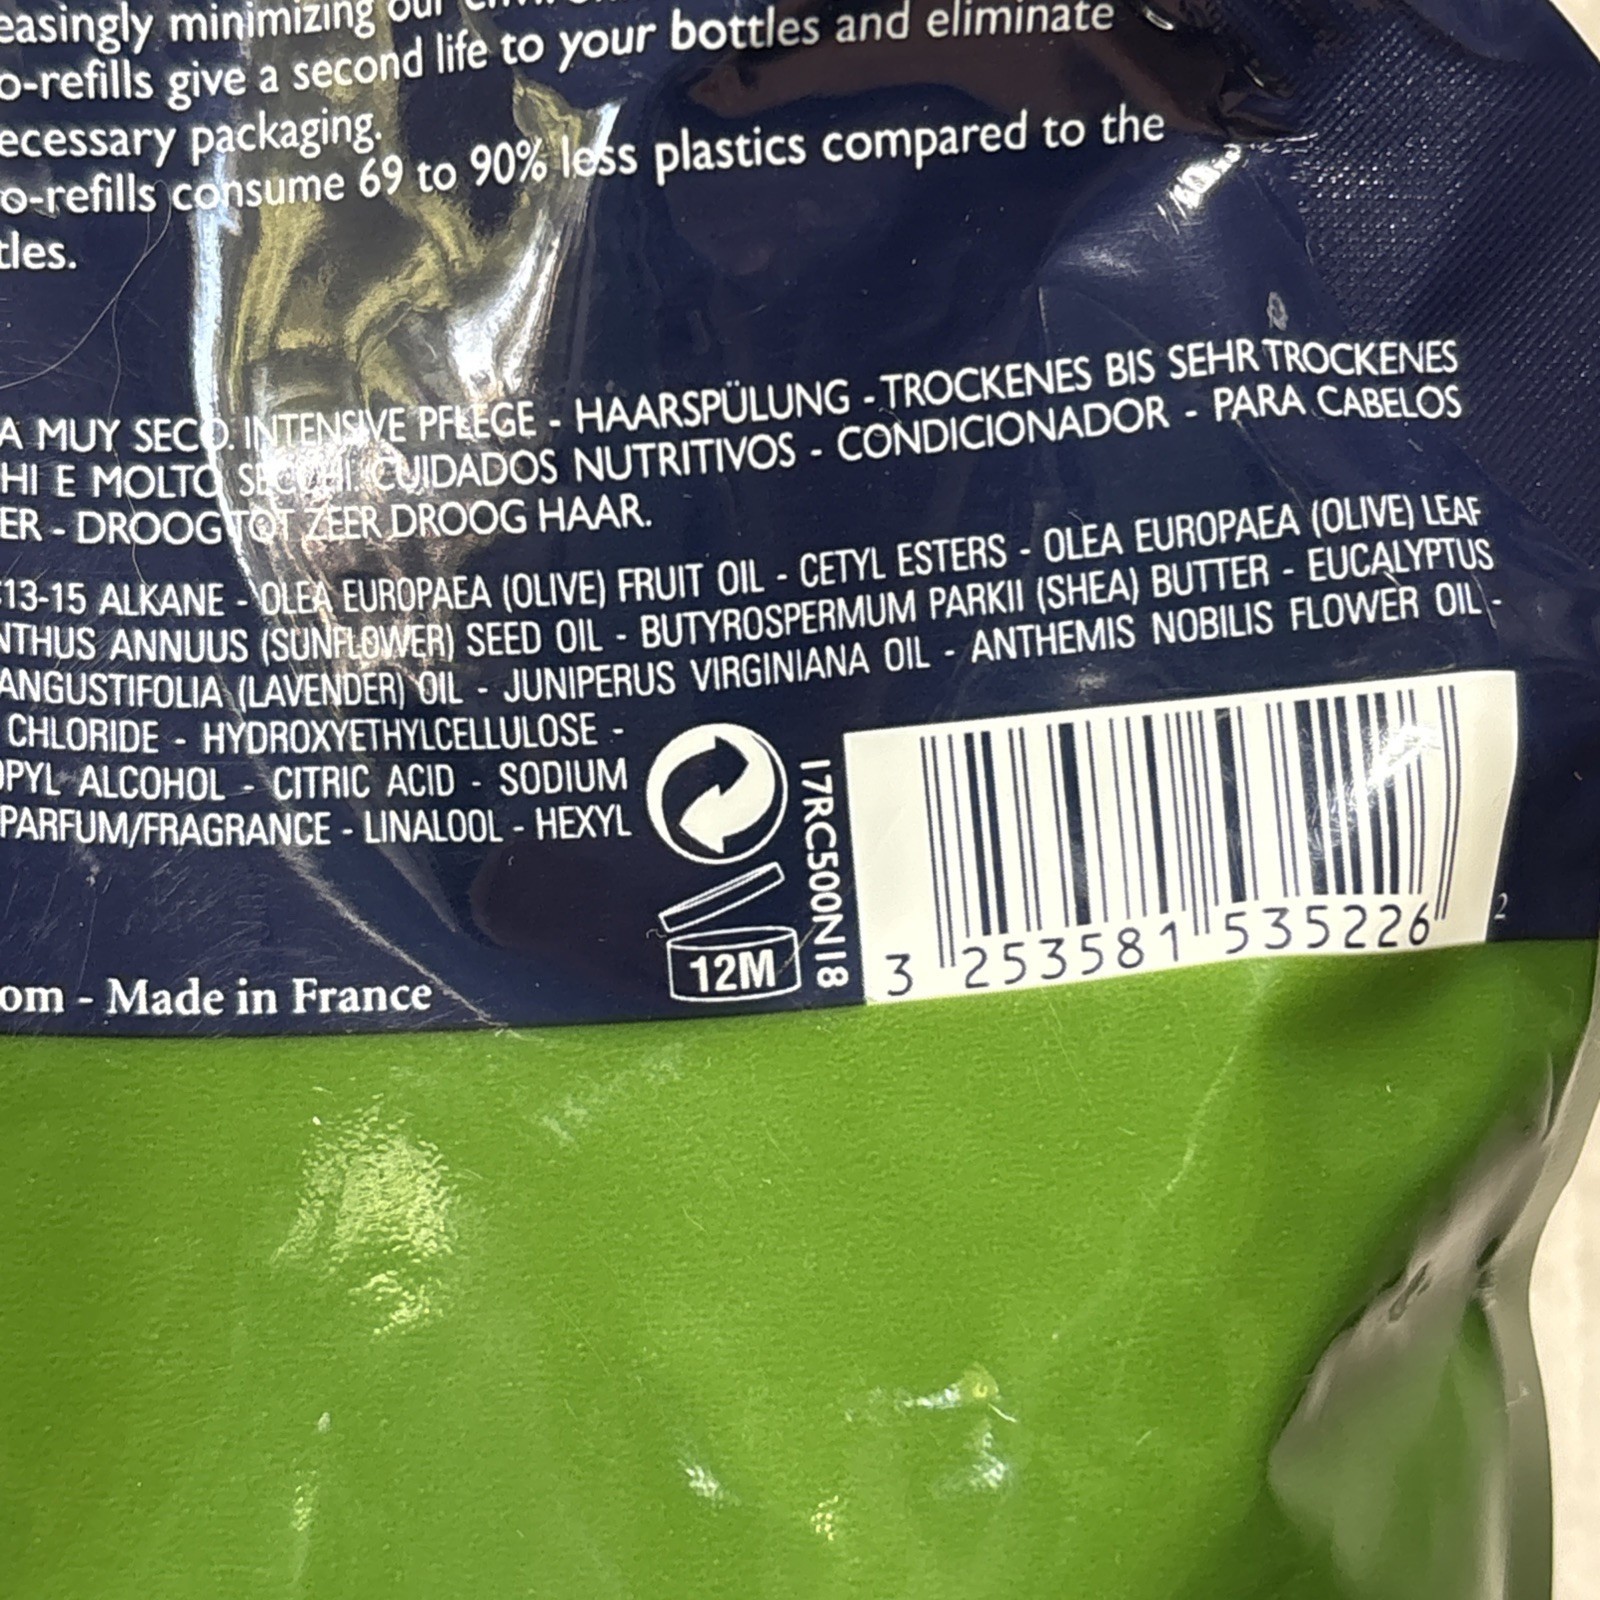 easingly minimizing our
o-refills give a second life to your bottles and eliminate
ecessary packaging.
o-refills consume 69 to 90% less plastics compared to the
tles.
A MUY SECO. INTENSIVE PFLEGE - HAARSPÜLUNG - TROCKENES BIS SEHR TROCKENES
HI E MOLTO SECCHI. CUIDADOS NUTRITIVOS - CONDICIONADOR - PARA CABELOS
ER - DROOG TOT ZEER DROOG HAAR.
13-15 ALKANE - OLEA EUROPAEA (OLIVE) FRUIT OIL - CETYL ESTERS - OLEA EUROPAEA (OLIVE) LEAF
NTHUS ANNUUS (SUNFLOWER) SEED OIL - BUTYROSPERMUM PARKII (SHEA) BUTTER - EUCALYPTUS
ANGUSTIFOLIA (LAVENDER) OIL - JUNIPERUS VIRGINIANA OIL - ANTHEMIS NOBILIS FLOWER OIL -
CHLORIDE - HYDROXYETHYLCELLULOSE -
OPYL ALCOHOL - CITRIC ACID - SODIUM
PARFUM/FRAGRANCE - LINALOOL - HEXYL
om - Made in France
12M
17RC500N18
3 253581 535226
2